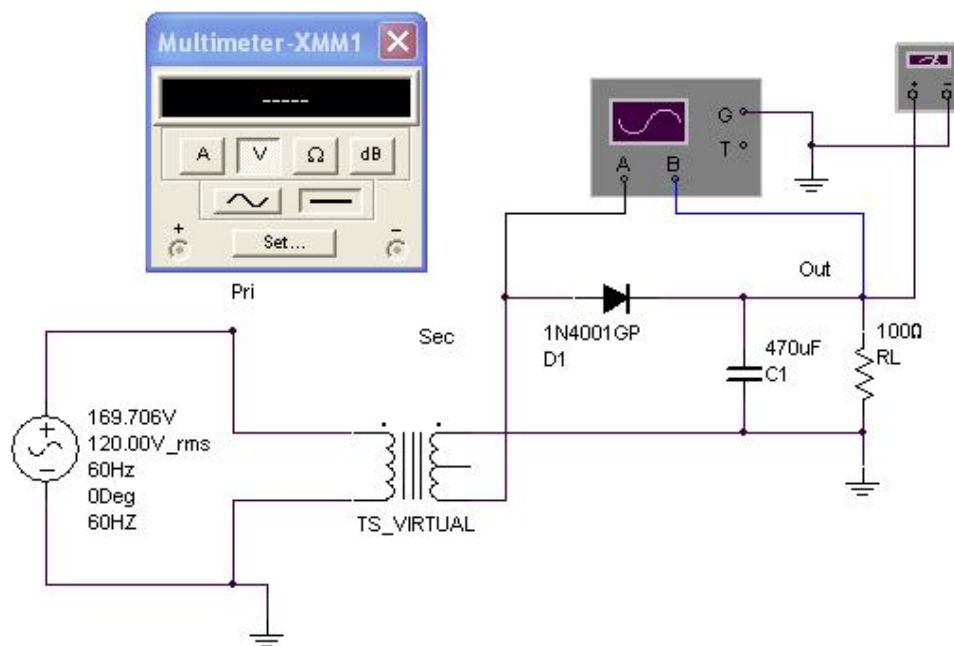 Multimeter-XMM1
-----
A V Ω dB
+ −
Set...
G
T
A B
+ −
Pri
Sec
Out
1N4001GP
D1
470uF
C1
100Ω
RL
+
−
169.706V
120.00V_rms
60Hz
0Deg
60HZ
TS_VIRTUAL